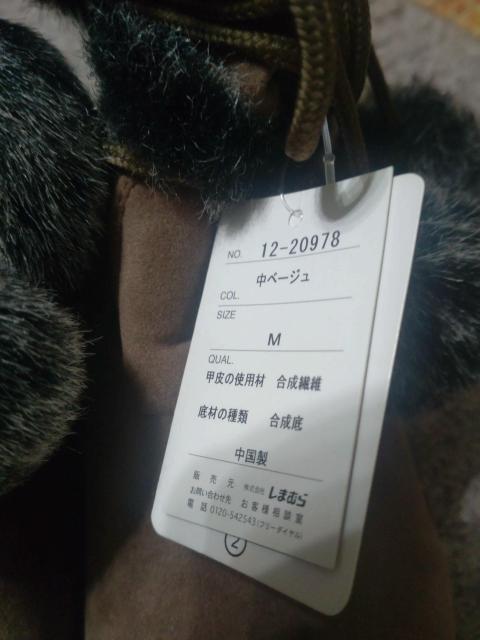 NO. 12-20978
中ベージュ
COL.
SIZE
M
QUAL.
甲皮の使用材 合成繊維
底材の種類 合成底
中国製
販売元 株式会社 しまむら
お問い合わせ先 お客様相談室
電話 0120-542543(フリーダイヤル)
2